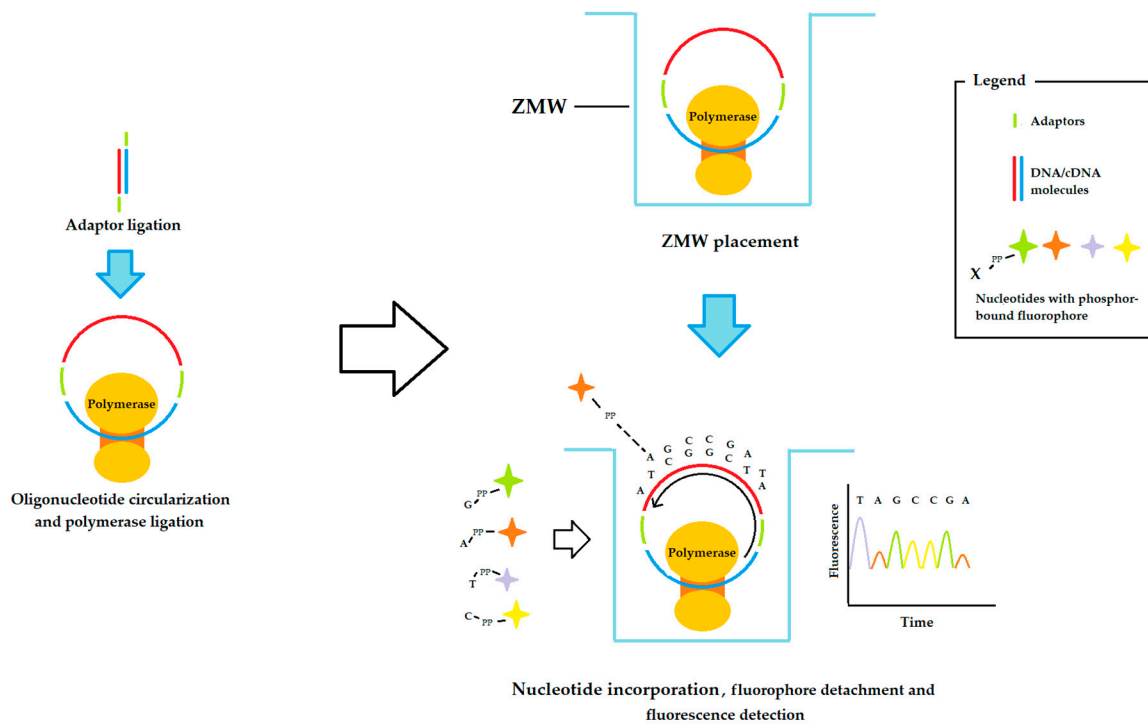 Adaptor ligation
Polymerase
Oligonucleotide circularization
and polymerase ligation
ZMW
Polymerase
ZMW placement
PP
A G C C G A T
A T C G G C T A
G PP
A PP
T PP
C PP
Polymerase
Nucleotide incorporation, fluorophore detachment and
fluorescence detection
T A G C C G A
Fluorescence
Time
Legend
Adaptors
DNA/cDNA
molecules
X PP
Nucleotides with phosphor-
bound fluorophore